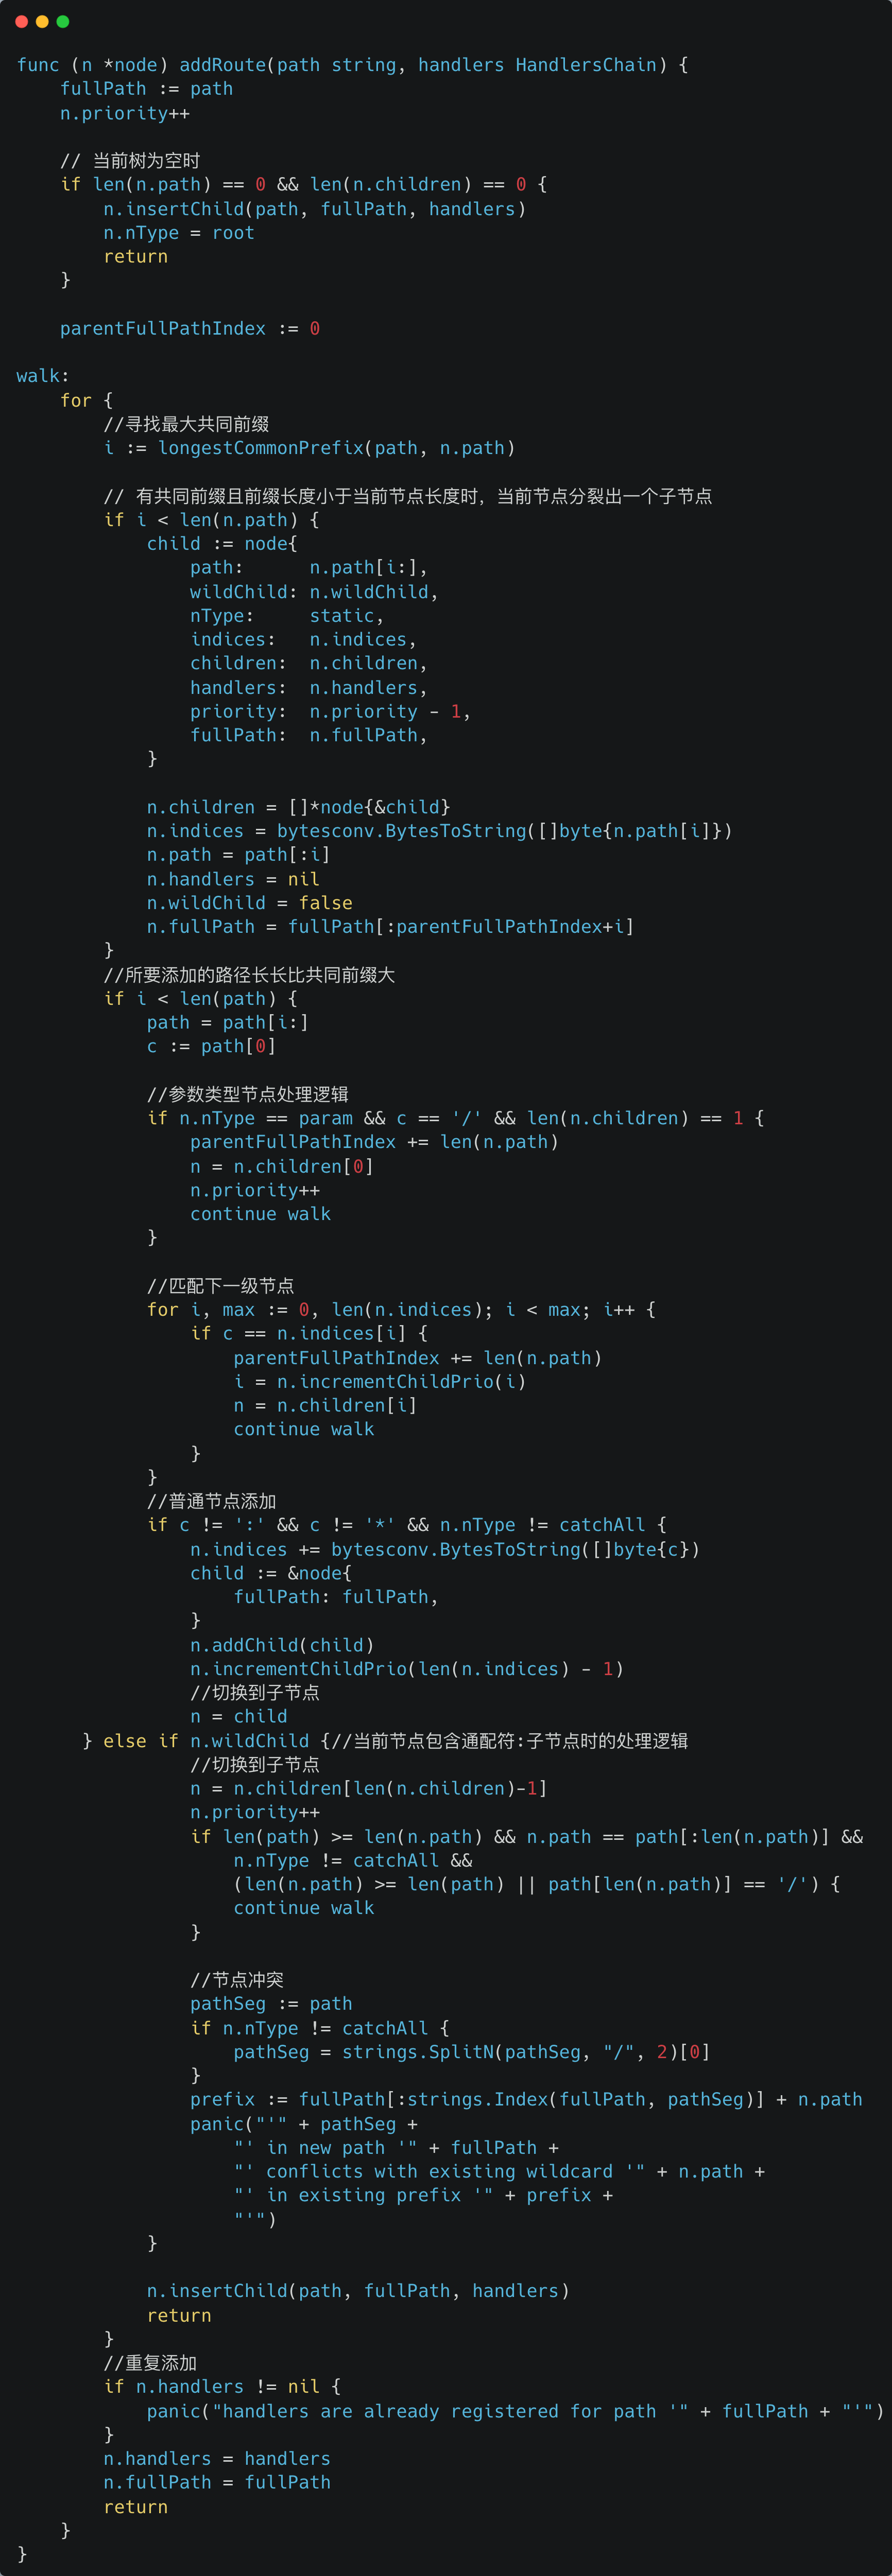 func (n *node) addRoute(path string, handlers HandlersChain) {
    fullPath := path
    n.priority++

    // 当前树为空时
    if len(n.path) == 0 && len(n.children) == 0 {
        n.insertChild(path, fullPath, handlers)
        n.nType = root
        return
    }

    parentFullPathIndex := 0

walk:
    for {
        //寻找最大共同前缀
        i := longestCommonPrefix(path, n.path)

        // 有共同前缀且前缀长度小于当前节点长度时，当前节点分裂出一个子节点
        if i < len(n.path) {
            child := node{
                path:      n.path[i:],
                wildChild: n.wildChild,
                nType:     static,
                indices:   n.indices,
                children:  n.children,
                handlers:  n.handlers,
                priority:  n.priority - 1,
                fullPath:  n.fullPath,
            }

            n.children = []*node{&child}
            n.indices = bytesconv.BytesToString([]byte{n.path[i]})
            n.path = path[:i]
            n.handlers = nil
            n.wildChild = false
            n.fullPath = fullPath[:parentFullPathIndex+i]
        }
        //所要添加的路径长长比共同前缀大
        if i < len(path) {
            path = path[i:]
            c := path[0]

            //参数类型节点处理逻辑
            if n.nType == param && c == '/' && len(n.children) == 1 {
                parentFullPathIndex += len(n.path)
                n = n.children[0]
                n.priority++
                continue walk
            }

            //匹配下一级节点
            for i, max := 0, len(n.indices); i < max; i++ {
                if c == n.indices[i] {
                    parentFullPathIndex += len(n.path)
                    i = n.incrementChildPrio(i)
                    n = n.children[i]
                    continue walk
                }
            }
            //普通节点添加
            if c != ':' && c != '*' && n.nType != catchAll {
                n.indices += bytesconv.BytesToString([]byte{c})
                child := &node{
                    fullPath: fullPath,
                }
                n.addChild(child)
                n.incrementChildPrio(len(n.indices) - 1)
                //切换到子节点
                n = child
      } else if n.wildChild {//当前节点包含通配符:子节点时的处理逻辑
                //切换到子节点
                n = n.children[len(n.children)-1]
                n.priority++
                if len(path) >= len(n.path) && n.path == path[:len(n.path)] &&
                    n.nType != catchAll &&
                    (len(n.path) >= len(path) || path[len(n.path)] == '/') {
                    continue walk
                }

                //节点冲突
                pathSeg := path
                if n.nType != catchAll {
                    pathSeg = strings.SplitN(pathSeg, "/", 2)[0]
                }
                prefix := fullPath[:strings.Index(fullPath, pathSeg)] + n.path
                panic("'" + pathSeg +
                    "' in new path '" + fullPath +
                    "' conflicts with existing wildcard '" + n.path +
                    "' in existing prefix '" + prefix +
                    "'")
            }

            n.insertChild(path, fullPath, handlers)
            return
        }
        //重复添加
        if n.handlers != nil {
            panic("handlers are already registered for path '" + fullPath + "'")
        }
        n.handlers = handlers
        n.fullPath = fullPath
        return
    }
}